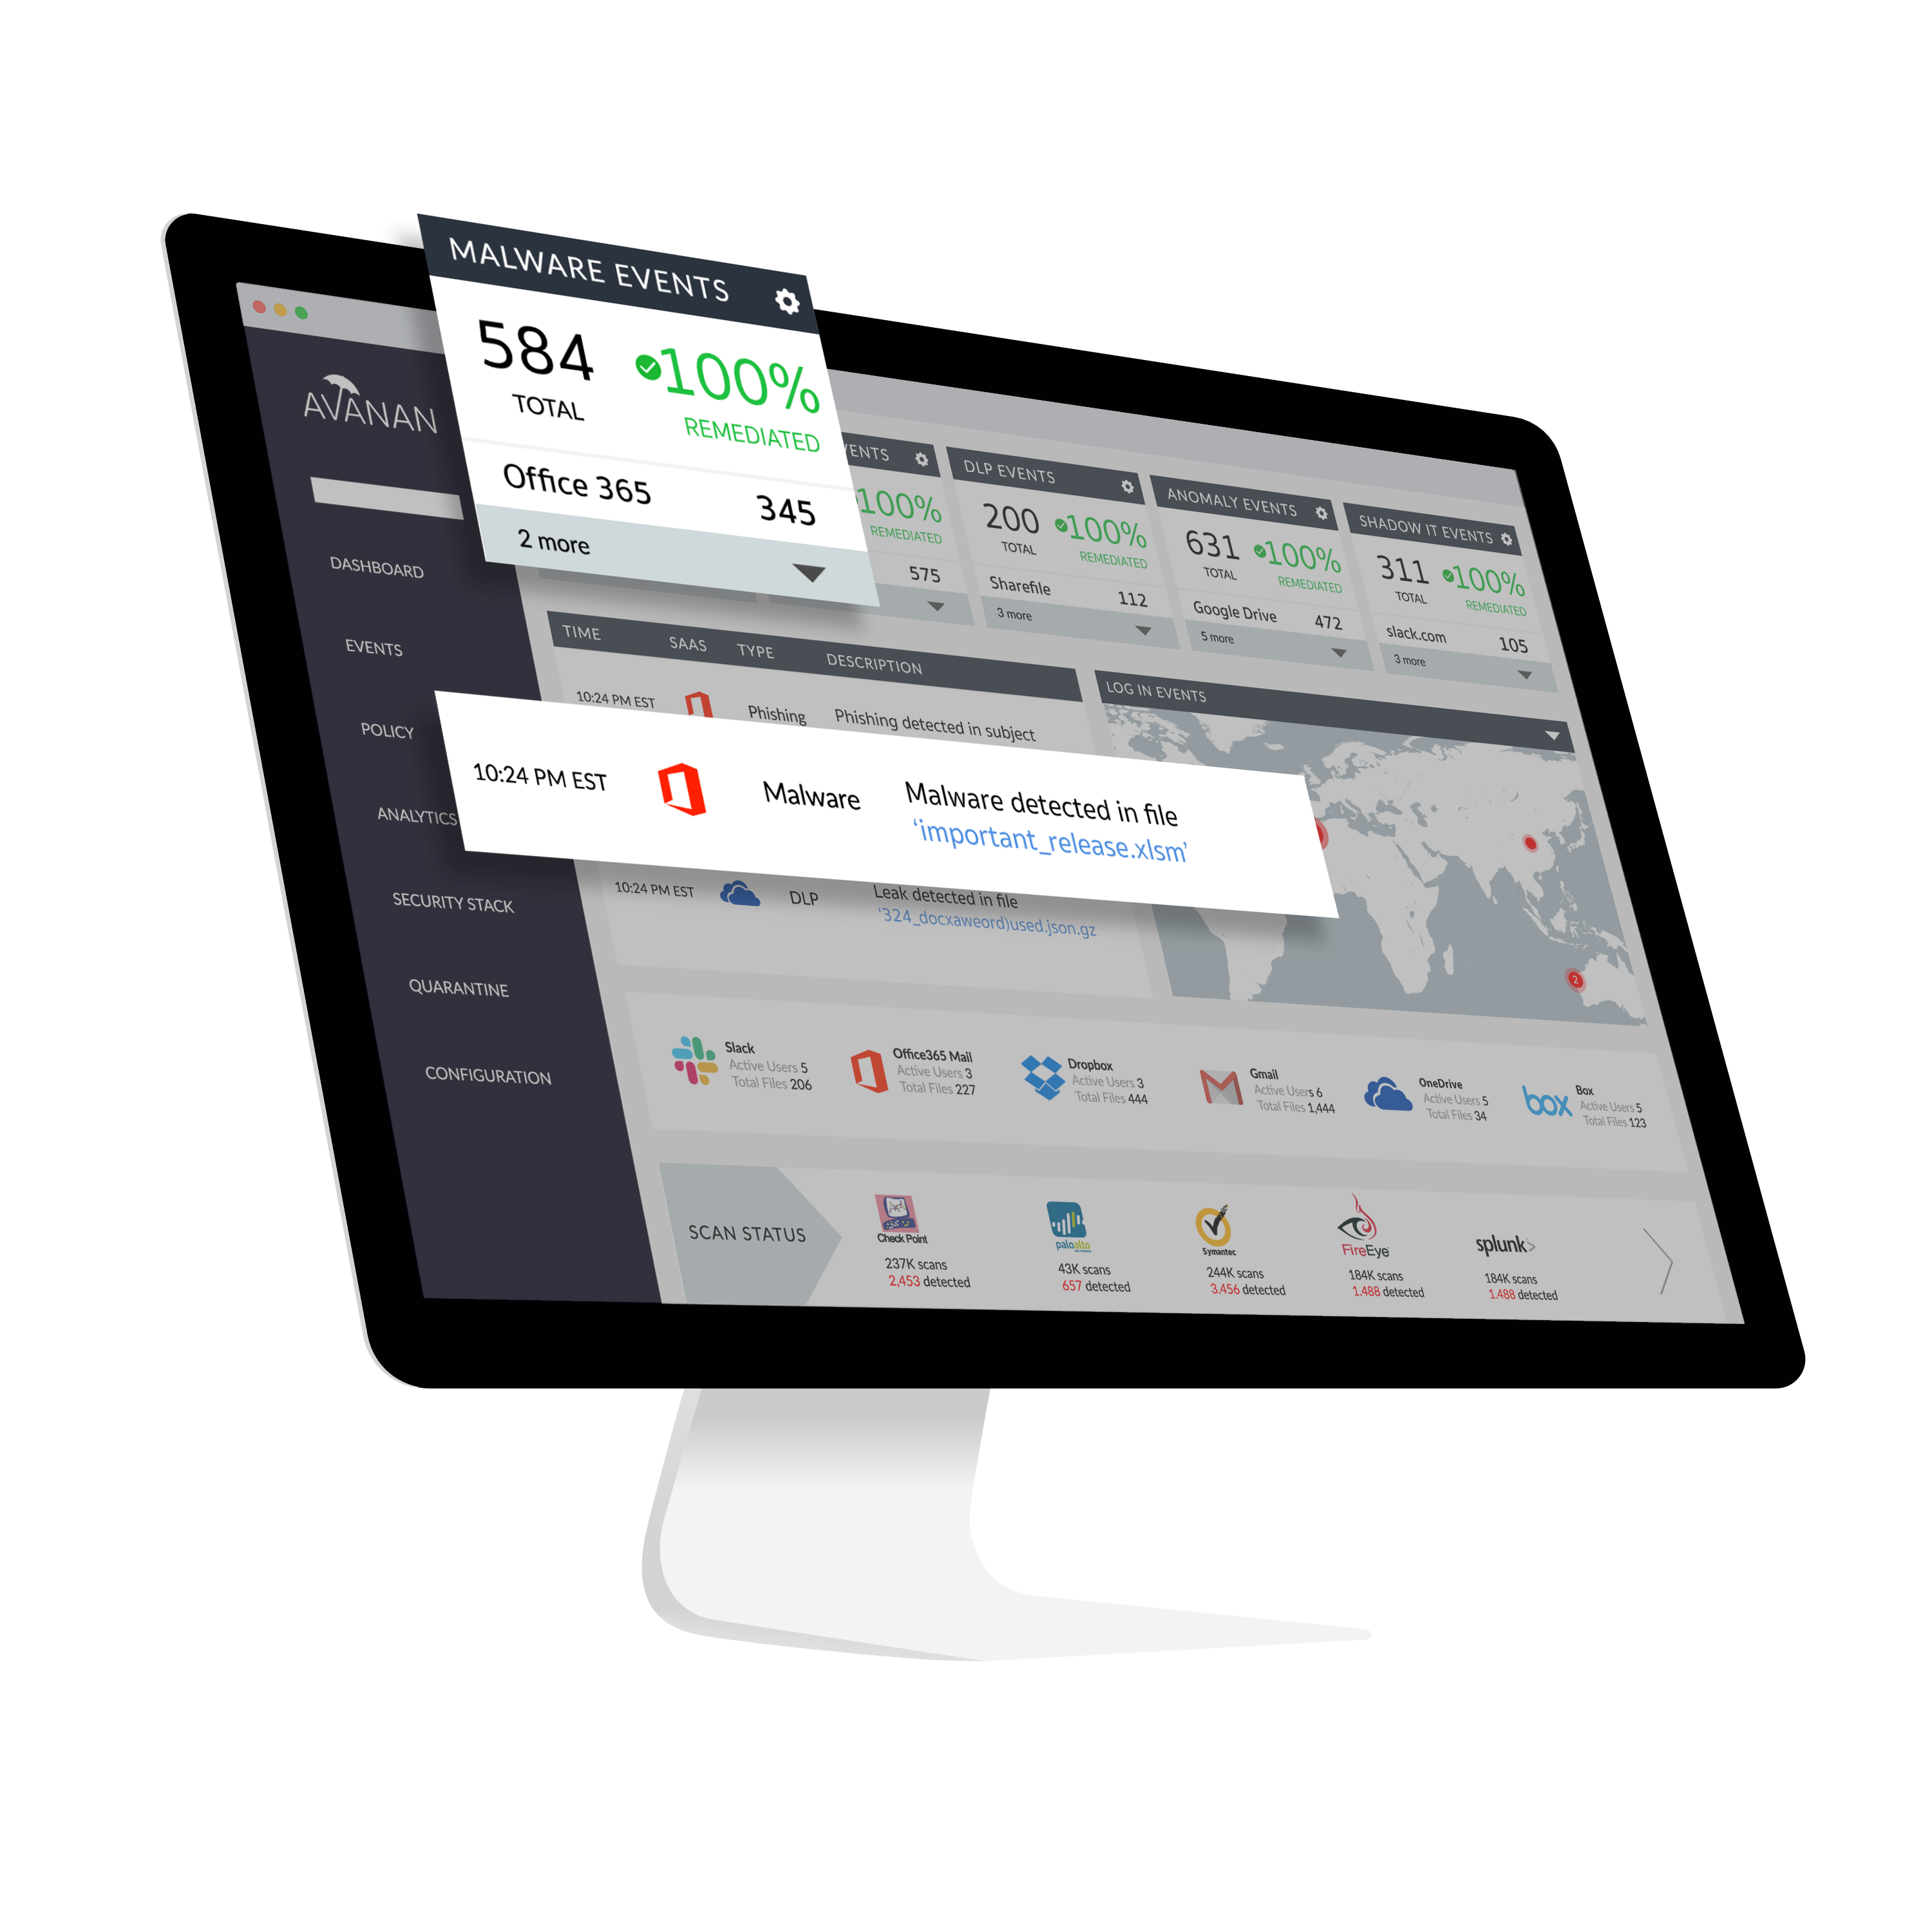 MALWARE EVENTS
584
TOTAL
100%
REMEDIATED
Office 365 345
2 more
AVANAN
DASHBOARD
EVENTS
POLICY
ANALYTICS
SECURITY STACK
QUARANTINE
CONFIGURATION
100%
REMEDIATED
575
DLP EVENTS
200
TOTAL
100%
REMEDIATED
Sharefile 112
3 more
ANOMALY EVENTS
631
TOTAL
100%
REMEDIATED
Google Drive 472
5 more
SHADOW IT EVENTS
311
TOTAL
100%
REMEDIATED
slack.com 105
3 more
TIME SAAS TYPE DESCRIPTION
10:24 PM EST Phishing Phishing detected in subject
10:24 PM EST Malware Malware detected in file
‘important_release.xlsm’
10:24 PM EST DLP Leak detected in file
‘324_docxaweord)used.json.gz
LOG IN EVENTS
2
Slack
Active Users 5
Total Files 206
Office365 Mail
Active Users 3
Total Files 227
Dropbox
Active Users 3
Total Files 444
Gmail
Active Users 6
Total Files 1,444
OneDrive
Active Users 5
Total Files 34
box
Box
Active Users 5
Total Files 123
SCAN STATUS
Check Point
237K scans
2,453 detected
paloalto
43K scans
657 detected
Symantec
244K scans
3.456 detected
FireEye
184K scans
1.488 detected
splunk>
184K scans
1.488 detected